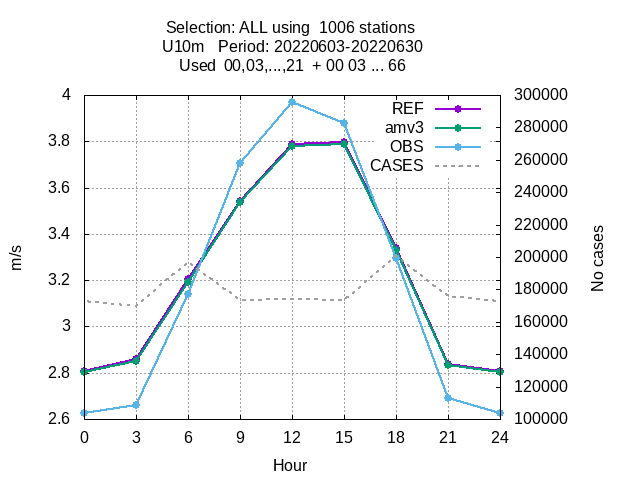 Selection: ALL using  1006 stations
U10m   Period: 20220603-20220630
Used  00,03,...,21  + 00 03 ... 66
4
3.8
3.6
3.4
3.2
3
2.8
2.6
m/s
REF
amv3
OBS
CASES
300000
280000
260000
240000
220000
200000
180000
160000
140000
120000
100000
No cases
0 3 6 9 12 15 18 21 24
Hour